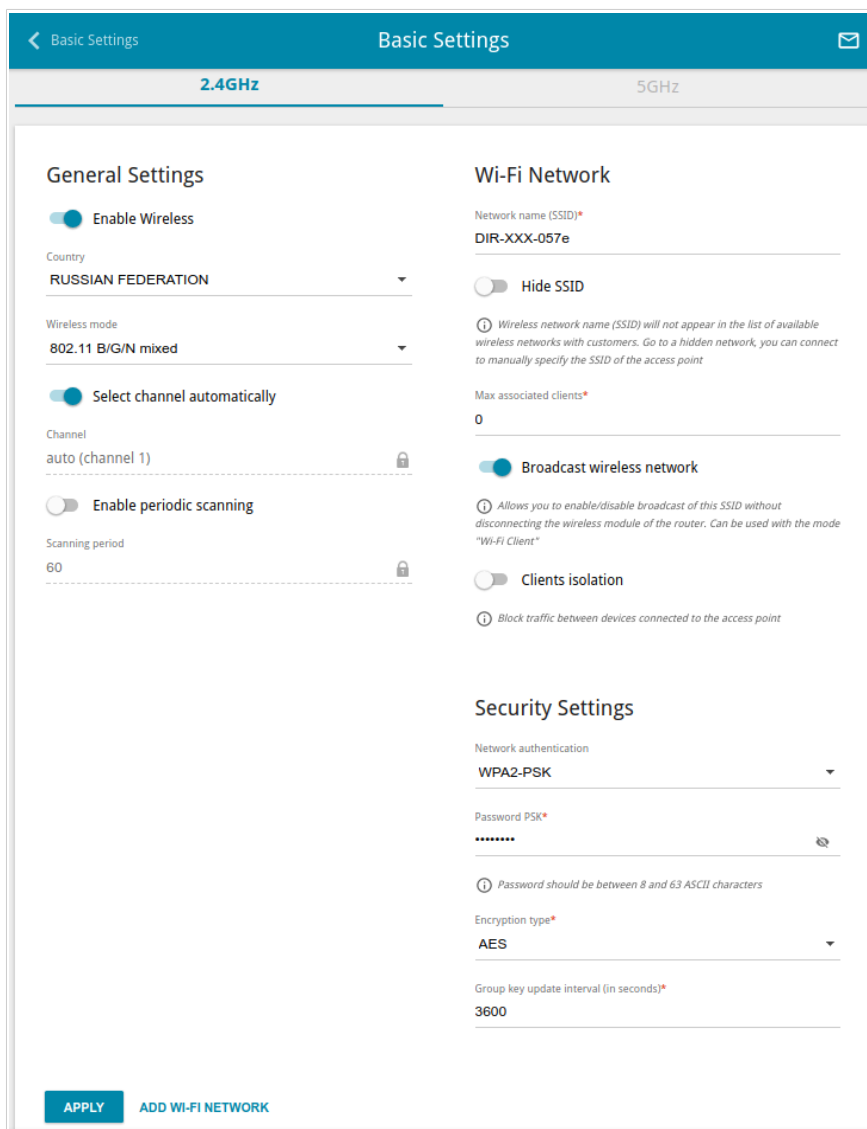 Basic Settings
Basic Settings
2.4GHz
5GHz
General Settings
Enable Wireless
Country
RUSSIAN FEDERATION
Wireless mode
802.11 B/G/N mixed
Select channel automatically
Channel
auto (channel 1)
Enable periodic scanning
Scanning period
60
Wi-Fi Network
Network name (SSID)*
DIR-XXX-057e
Hide SSID
Wireless network name (SSID) will not appear in the list of available
wireless networks with customers. Go to a hidden network, you can connect
to manually specify the SSID of the access point
Max associated clients*
0
Broadcast wireless network
Allows you to enable/disable broadcast of this SSID without
disconnecting the wireless module of the router. Can be used with the mode
"Wi-Fi Client"
Clients isolation
Block traffic between devices connected to the access point
Security Settings
Network authentication
WPA2-PSK
Password PSK*
••••••••
Password should be between 8 and 63 ASCII characters
Encryption type*
AES
Group key update interval (in seconds)*
3600
APPLY
ADD WI-FI NETWORK